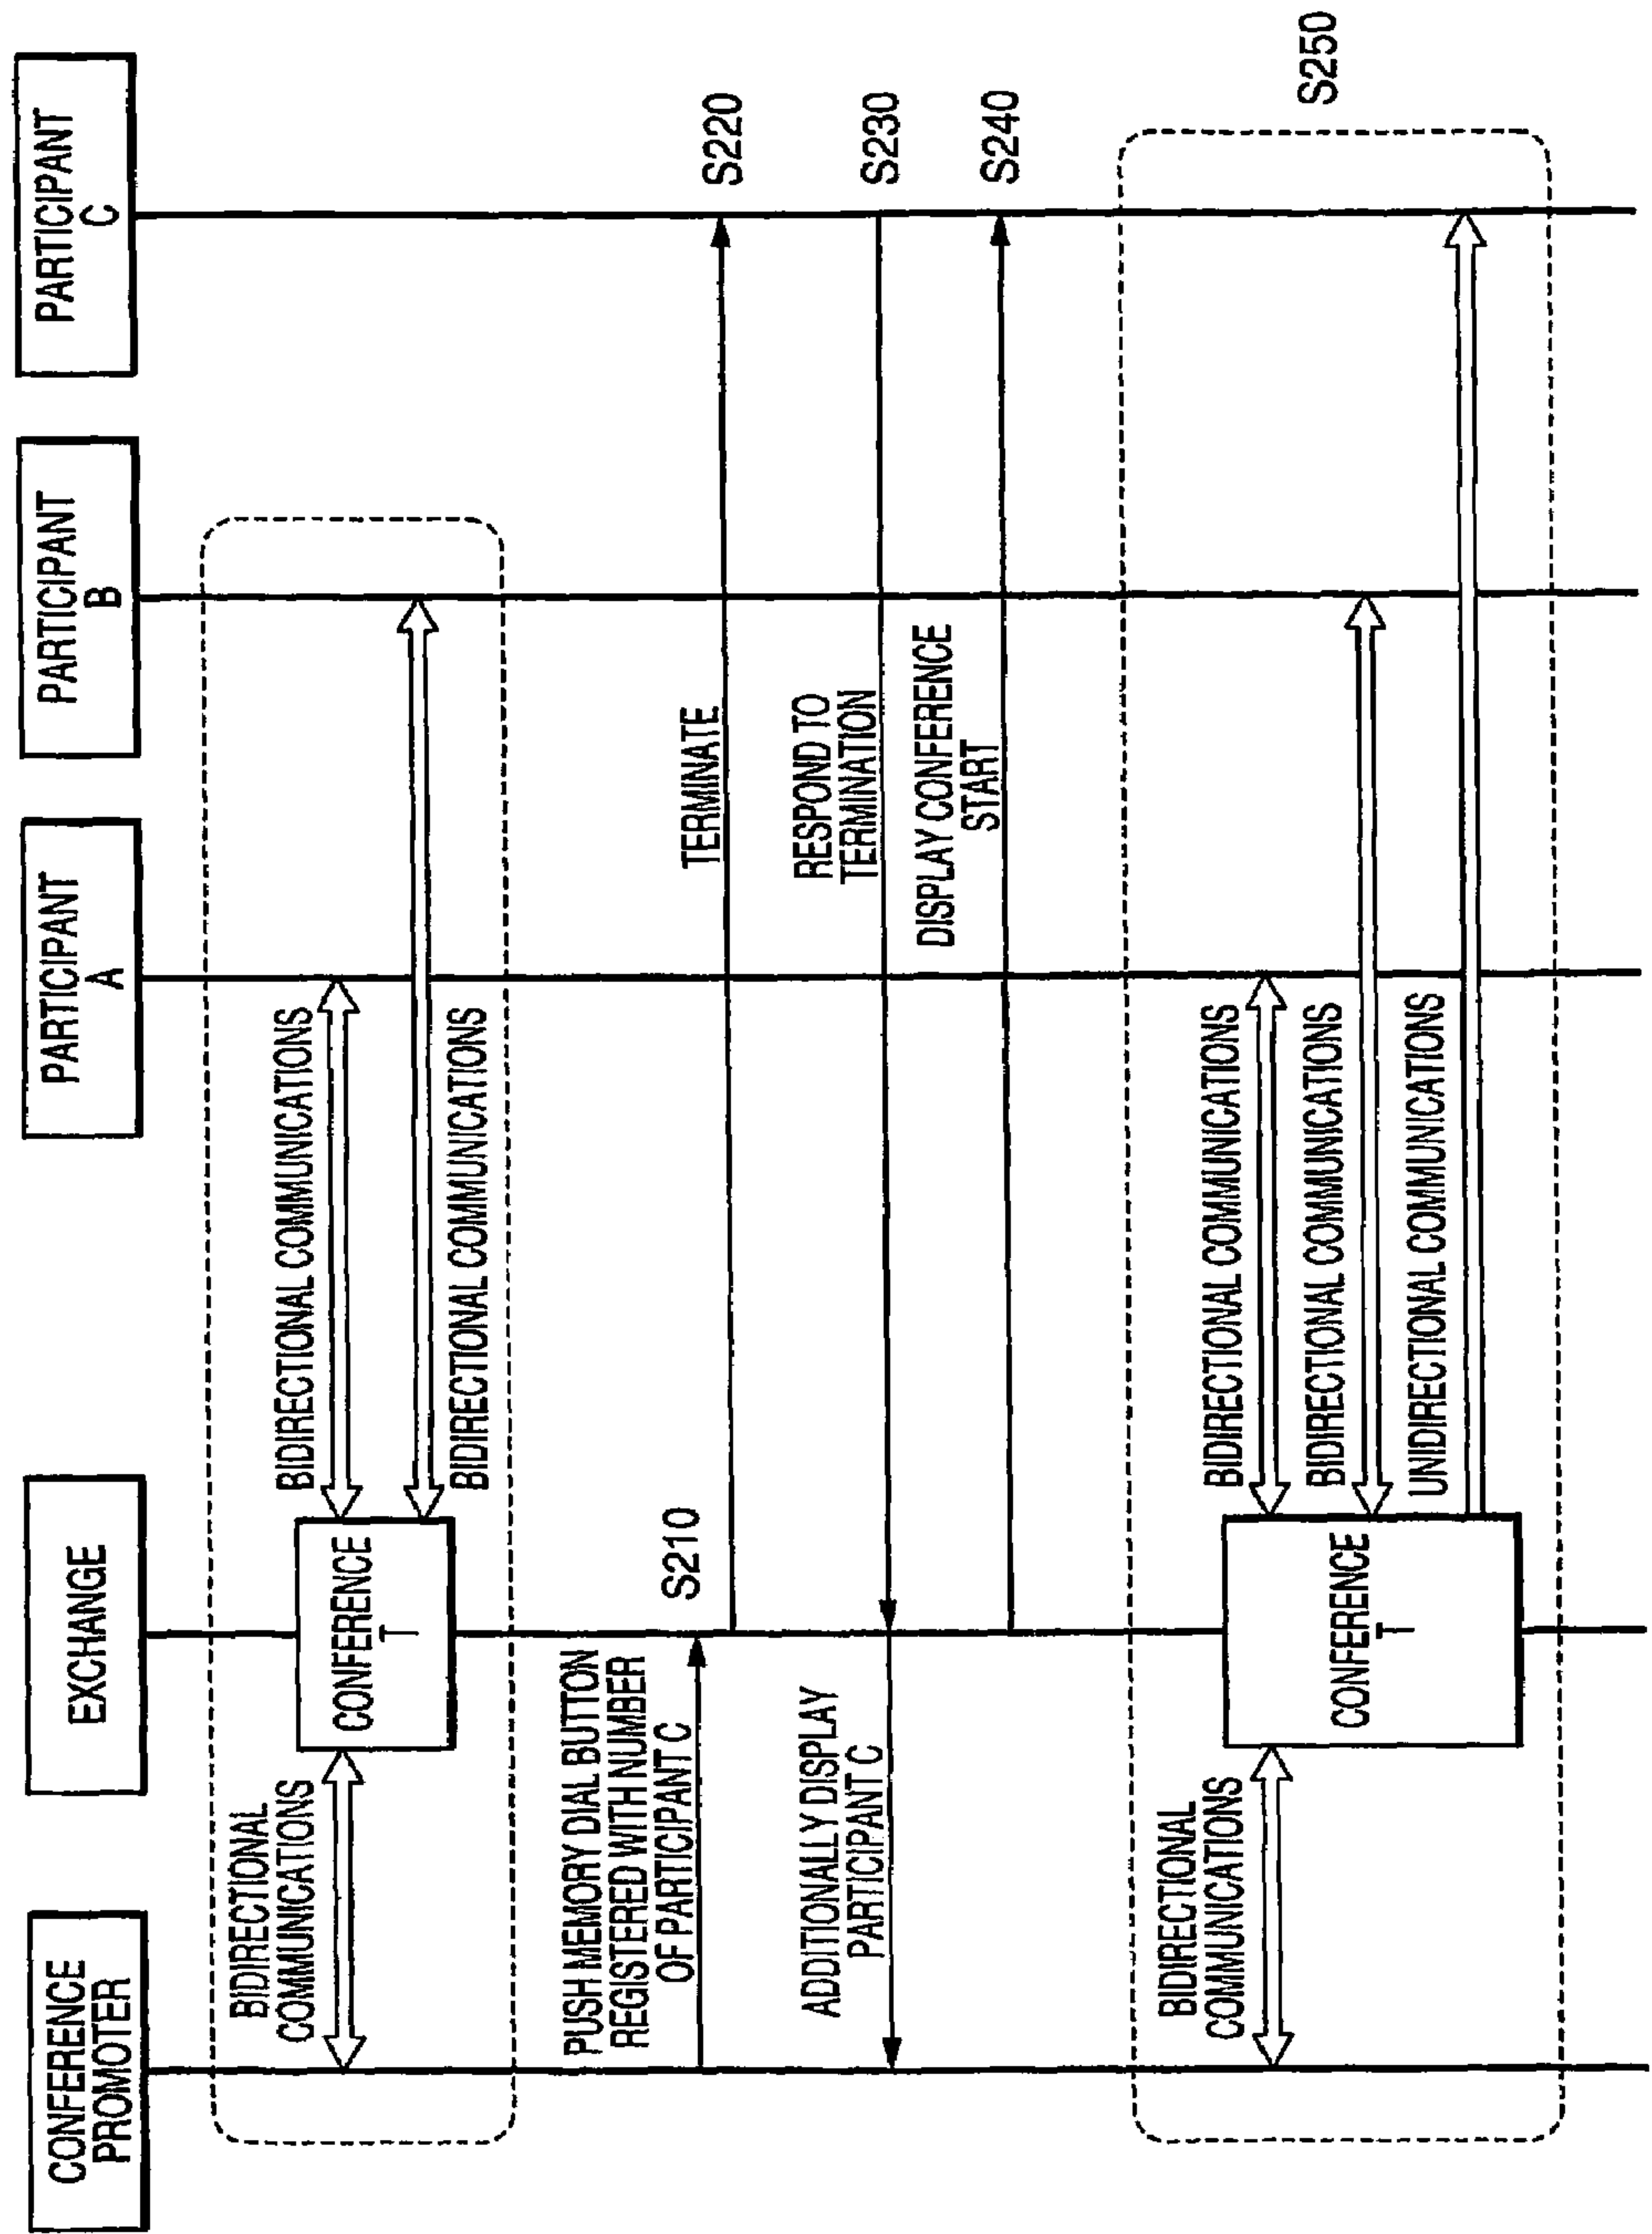 CONFERENCE
PROMOTER
EXCHANGE
PARTICIPANT
A
PARTICIPANT
B
PARTICIPANT
C
BIDIRECTIONAL
COMMUNICATIONS
CONFERENCE
T
BIDIRECTIONAL COMMUNICATIONS
BIDIRECTIONAL COMMUNICATIONS
PUSH MEMORY DIAL BUTTON
REGISTERED WITH NUMBER
OF PARTICIPANT C
S210
TERMINATE
S220
ADDITIONALLY DISPLAY
PARTICIPANT C
RESPOND TO
TERMINATION
S230
DISPLAY CONFERENCE
START
S240
BIDIRECTIONAL
COMMUNICATIONS
CONFERENCE
T
BIDIRECTIONAL COMMUNICATIONS
BIDIRECTIONAL COMMUNICATIONS
UNIDIRECTIONAL COMMUNICATIONS
S250